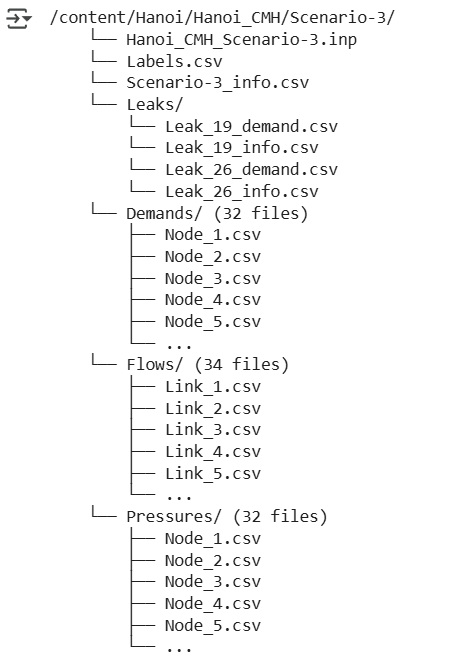 /content/Hanoi/Hanoi_CMH/Scenario-3/
└── Hanoi_CMH_Scenario-3.inp
└── Labels.csv
└── Scenario-3_info.csv
└── Leaks/
└── Leak_19_demand.csv
└── Leak_19_info.csv
└── Leak_26_demand.csv
└── Leak_26_info.csv
└── Demands/ (32 files)
├── Node_1.csv
├── Node_2.csv
├── Node_3.csv
├── Node_4.csv
├── Node_5.csv
└── ...
└── Flows/ (34 files)
├── Link_1.csv
├── Link_2.csv
├── Link_3.csv
├── Link_4.csv
├── Link_5.csv
└── ...
└── Pressures/ (32 files)
├── Node_1.csv
├── Node_2.csv
├── Node_3.csv
├── Node_4.csv
├── Node_5.csv
└── ...